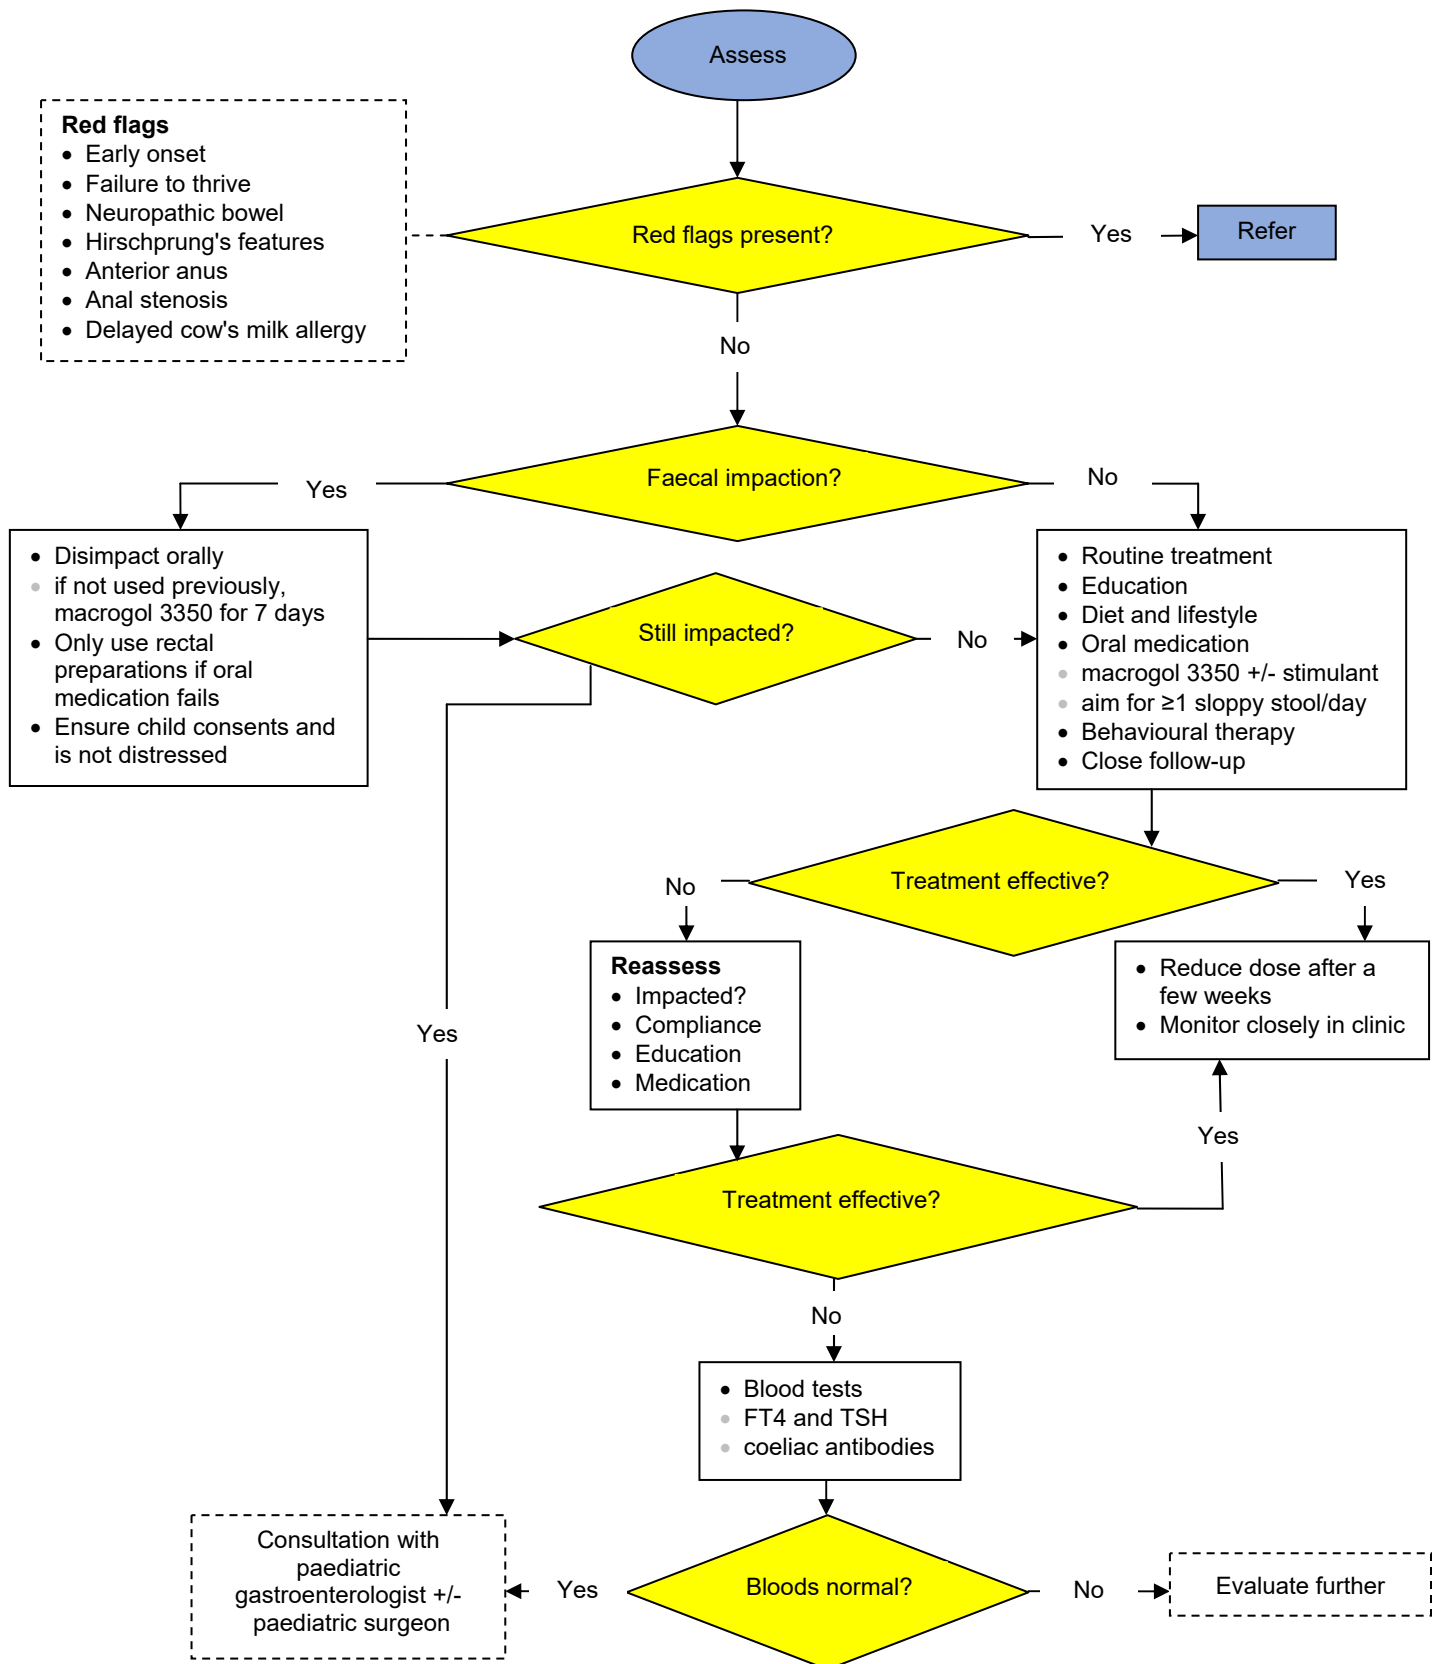 Assess
Red flags
• Early onset
• Failure to thrive
• Neuropathic bowel
• Hirschprung's features
• Anterior anus
• Anal stenosis
• Delayed cow's milk allergy
Red flags present?
Yes
Refer
No
Faecal impaction?
Yes
No
• Disimpact orally
• if not used previously,
macrogol 3350 for 7 days
• Only use rectal
preparations if oral
medication fails
• Ensure child consents and
is not distressed
Still impacted?
No
• Routine treatment
• Education
• Diet and lifestyle
• Oral medication
• macrogol 3350 +/- stimulant
• aim for ≥1 sloppy stool/day
• Behavioural therapy
• Close follow-up
Treatment effective?
No
Yes
Reassess
• Impacted?
• Compliance
• Education
• Medication
• Reduce dose after a
few weeks
• Monitor closely in clinic
Yes
Yes
Treatment effective?
No
• Blood tests
• FT4 and TSH
• coeliac antibodies
Consultation with
paediatric
gastroenterologist +/-
paediatric surgeon
Yes
Bloods normal?
No
Evaluate further